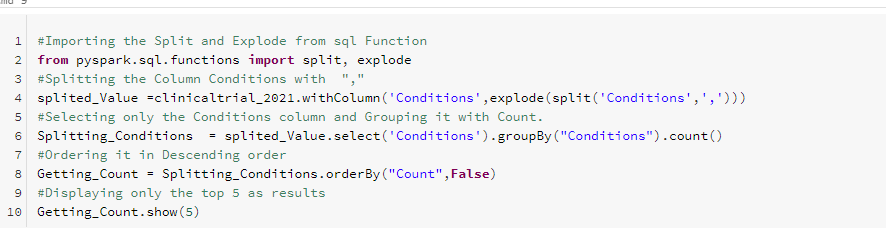 1 #Importing the Split and Explode from sql Function
2 from pyspark.sql.functions import split, explode
3 #Splitting the Column Conditions with  ","
4 splited_Value =clinicaltrial_2021.withColumn('Conditions',explode(split('Conditions',',')))
5 #Selecting only the Conditions column and Grouping it with Count.
6 Splitting_Conditions  = splited_Value.select('Conditions').groupBy("Conditions").count()
7 #Ordering it in Descending order
8 Getting_Count = Splitting_Conditions.orderBy("Count",False)
9 #Displaying only the top 5 as results
10 Getting_Count.show(5)